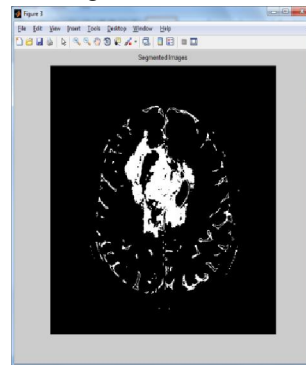 Figure 3
File Edit View Insert Tools Desktop Window Help
Segmented Images